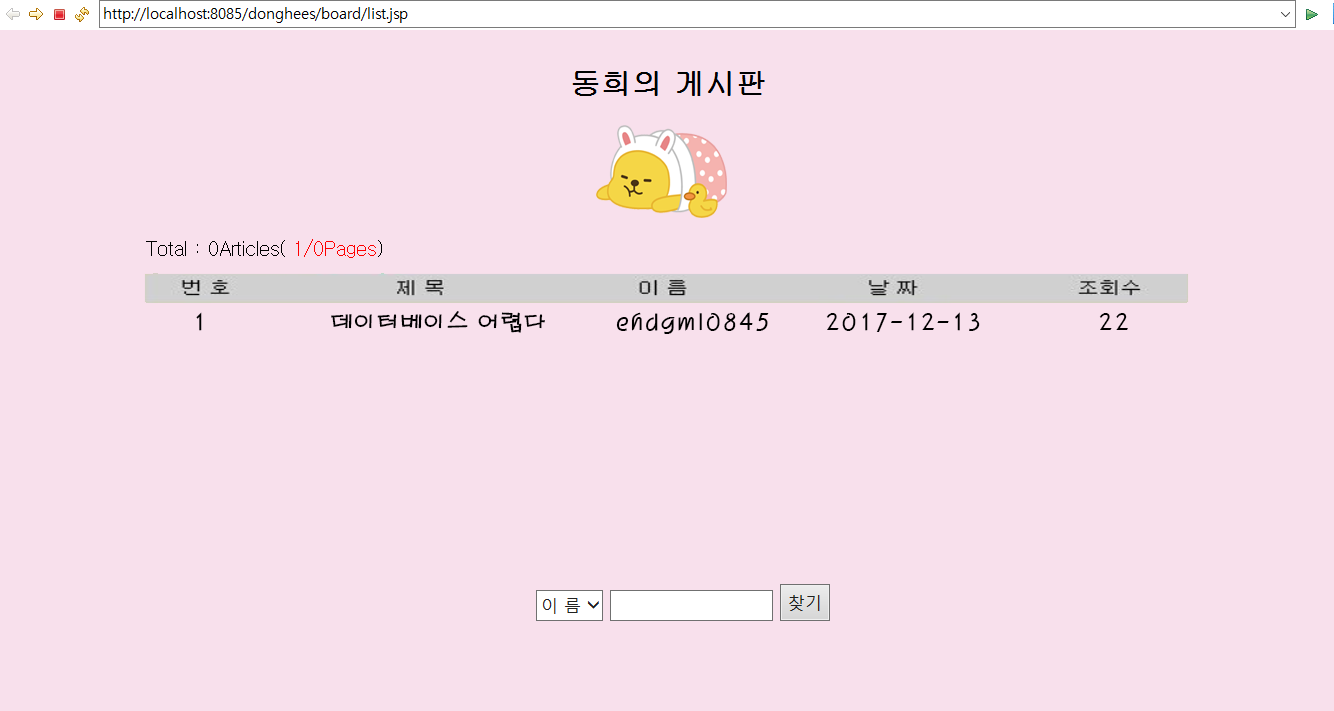 http://localhost:8085/donghees/board/list.jsp
동희의 게시판
Total : 0Articles( 1/0Pages)
번 호 제 목 이 름 날 짜 조회수
1 데이터베이스 어렵다 ehdgml0845 2017-12-13 22
이 름 찾기